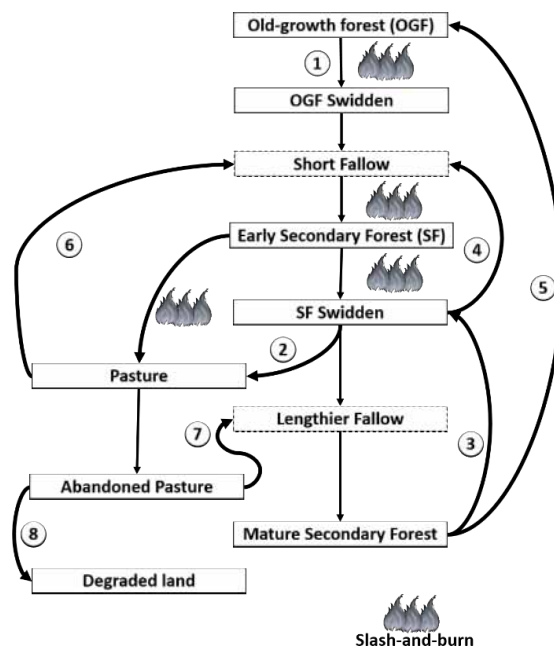 Old-growth forest (OGF)
1
OGF Swidden
Short Fallow
6
Early Secondary Forest (SF)
4
5
SF Swidden
2
Pasture
Lengthier Fallow
7
3
Abandoned Pasture
8
Mature Secondary Forest
Degraded land
Slash-and-burn